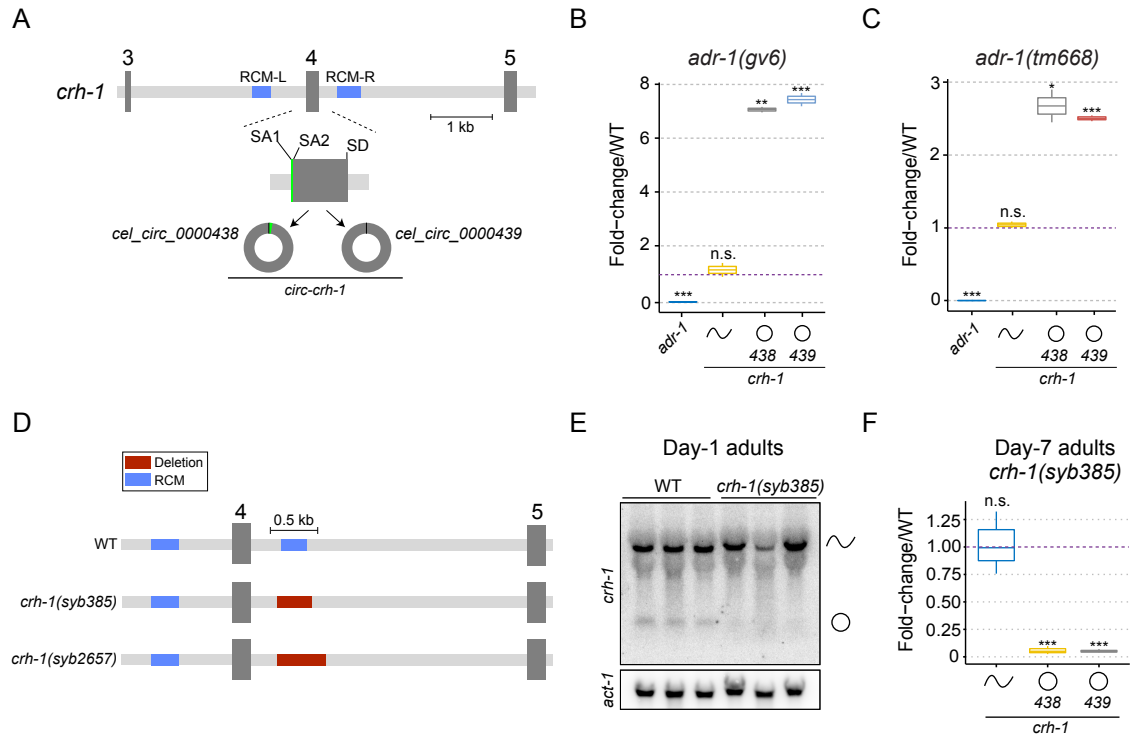 A
3 4 5
RCM-L RCM-R
crh-1
1 kb
SA1 SA2 SD
cel_circ_0000438 cel_circ_0000439
circ-crh-1
B
adr-1(gv6)
Fold−change/WT
8
6
4
2
0
***
n.s.
**
***
adr-1
438 439
crh-1
C
adr-1(tm668)
Fold−change/WT
3
2
1
0
***
n.s.
*
***
adr-1
438 439
crh-1
D
Deletion
RCM
4 5
0.5 kb
WT
crh-1(syb385)
crh-1(syb2657)
E
Day-1 adults
WT crh-1(syb385)
crh-1
act-1
F
Day-7 adults
crh-1(syb385)
Fold−change/WT
1.25
1.00
0.75
0.50
0.25
0
n.s.
***
***
438 439
crh-1